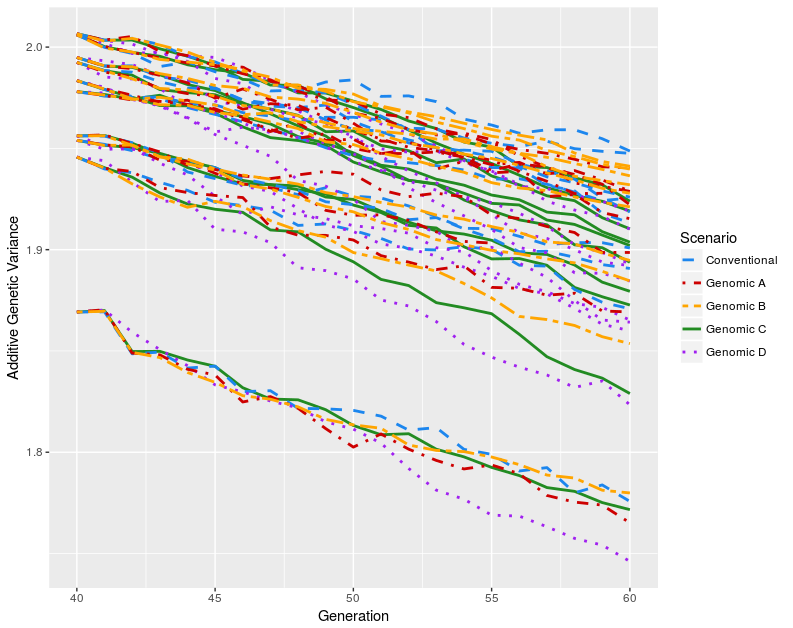 2.0
1.9
1.8
Additive Genetic Variance
40 45 50 55 60
Generation
Scenario
Conventional
Genomic A
Genomic B
Genomic C
Genomic D